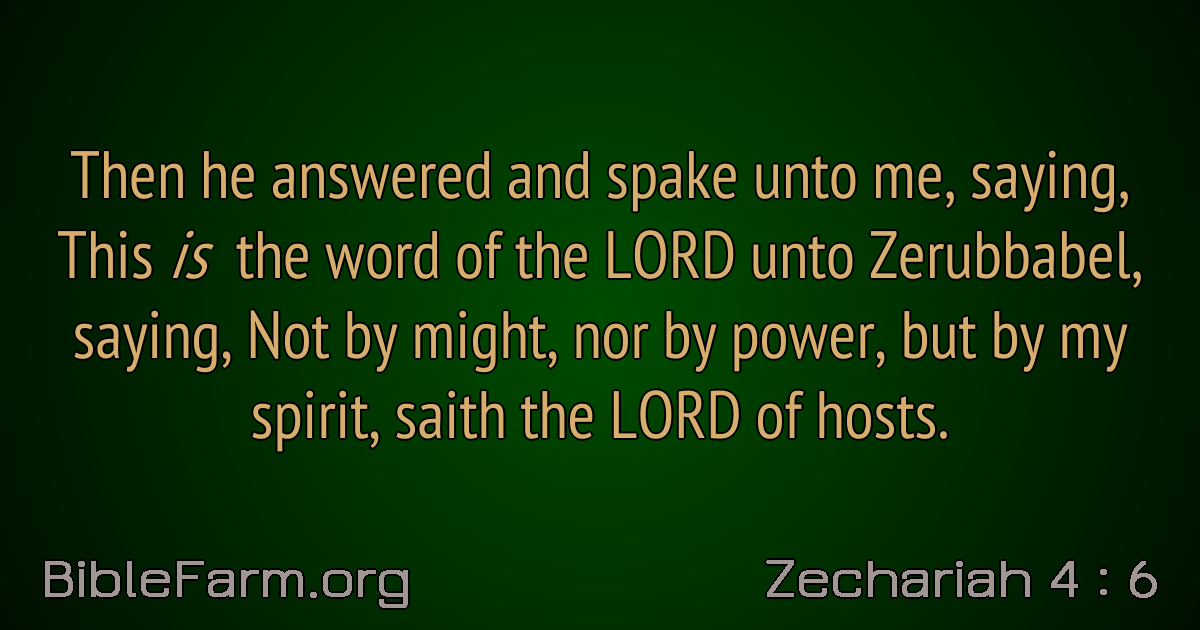 Then he answered and spake unto me, saying,
This is the word of the LORD unto Zerubbabel,
saying, Not by might, nor by power, but by my
spirit, saith the LORD of hosts.
BibleFarm.org
Zechariah 4 : 6